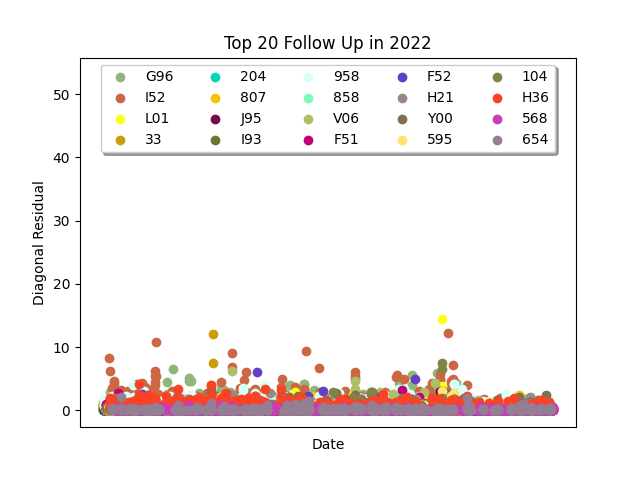 Top 20 Follow Up in 2022
G96 204 958 F52 104
I52 807 858 H21 H36
L01 J95 V06 Y00 568
33 I93 F51 595 654
50
40
30
20
10
0
Diagonal Residual
Date